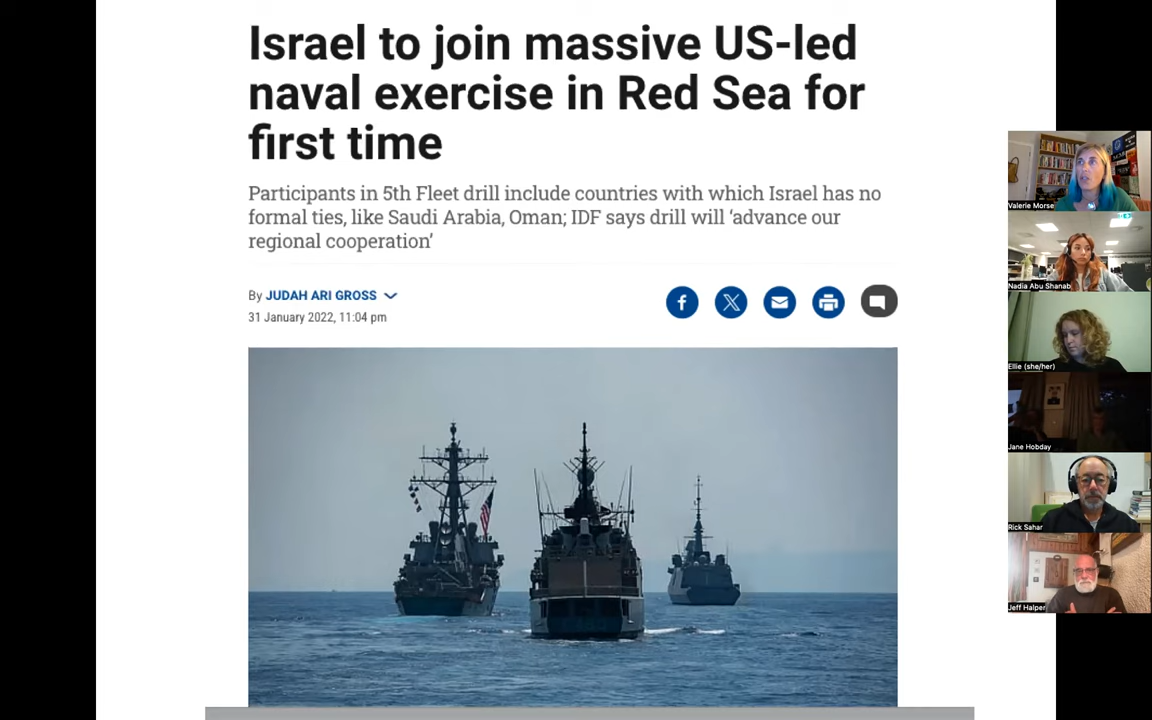 Israel to join massive US-led
naval exercise in Red Sea for
first time
Participants in 5th Fleet drill include countries with which Israel has no
formal ties, like Saudi Arabia, Oman; IDF says drill will ‘advance our
regional cooperation’
By JUDAH ARI GROSS
31 January 2022, 11:04 pm
Valerie Morse
Nadia Abu Shanab
Ellie (she/her)
Jane Hobday
Rick Sahar
Jeff Halper